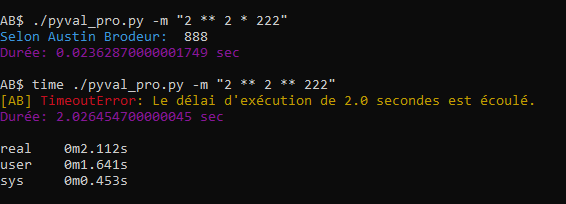 AB$ ./pyval_pro.py -m "2 ** 2 * 222"
Selon Austin Brodeur:  888
Durée: 0.02362870000001749 sec
AB$ time ./pyval_pro.py -m "2 ** 2 ** 222"
[AB] TimeoutError: Le délai d'exécution de 2.0 secondes est écoulé.
Durée: 2.026454700000045 sec
real    0m2.112s
user    0m1.641s
sys     0m0.453s